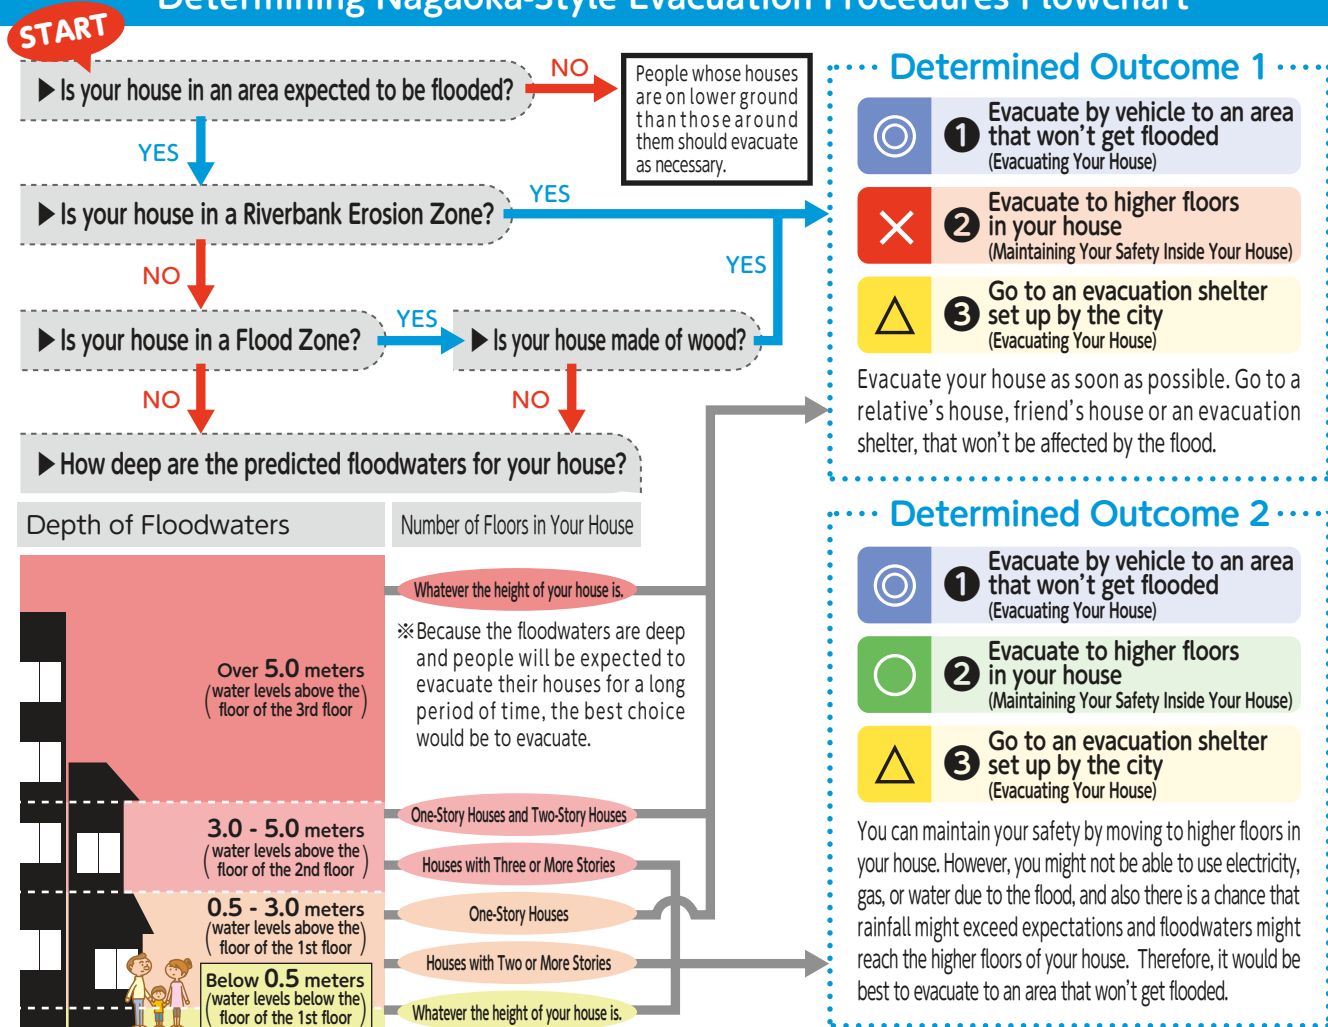 Determining Nagaoka-Style Evacuation Procedures Flowchart
START
▶Is your house in an area expected to be flooded?
NO
People whose houses
are on lower ground
than those around
them should evacuate
as necessary.
YES
▶Is your house in a Riverbank Erosion Zone?
YES
NO
YES
▶Is your house in a Flood Zone?
YES
▶Is your house made of wood?
NO
NO
▶How deep are the predicted floodwaters for your house?
Depth of Floodwaters
Number of Floors in Your House
Over 5.0 meters
(water levels above the
floor of the 3rd floor)
Whatever the height of your house is.
※Because the floodwaters are deep
and people will be expected to
evacuate their houses for a long
period of time, the best choice
would be to evacuate.
3.0 - 5.0 meters
(water levels above the
floor of the 2nd floor)
One-Story Houses and Two-Story Houses
Houses with Three or More Stories
0.5 - 3.0 meters
(water levels above the
floor of the 1st floor)
One-Story Houses
Houses with Two or More Stories
Below 0.5 meters
(water levels below the
floor of the 1st floor)
Whatever the height of your house is.
Determined Outcome 1
◎
❶ Evacuate by vehicle to an area
that won't get flooded
(Evacuating Your House)
×
❷ Evacuate to higher floors
in your house
(Maintaining Your Safety Inside Your House)
△
❸ Go to an evacuation shelter
set up by the city
(Evacuating Your House)
Evacuate your house as soon as possible. Go to a
relative's house, friend's house or an evacuation
shelter, that won't be affected by the flood.
Determined Outcome 2
◎
❶ Evacuate by vehicle to an area
that won't get flooded
(Evacuating Your House)
○
❷ Evacuate to higher floors
in your house
(Maintaining Your Safety Inside Your House)
△
❸ Go to an evacuation shelter
set up by the city
(Evacuating Your House)
You can maintain your safety by moving to higher floors in
your house. However, you might not be able to use electricity,
gas, or water due to the flood, and also there is a chance that
rainfall might exceed expectations and floodwaters might
reach the higher floors of your house. Therefore, it would be
best to evacuate to an area that won't get flooded.